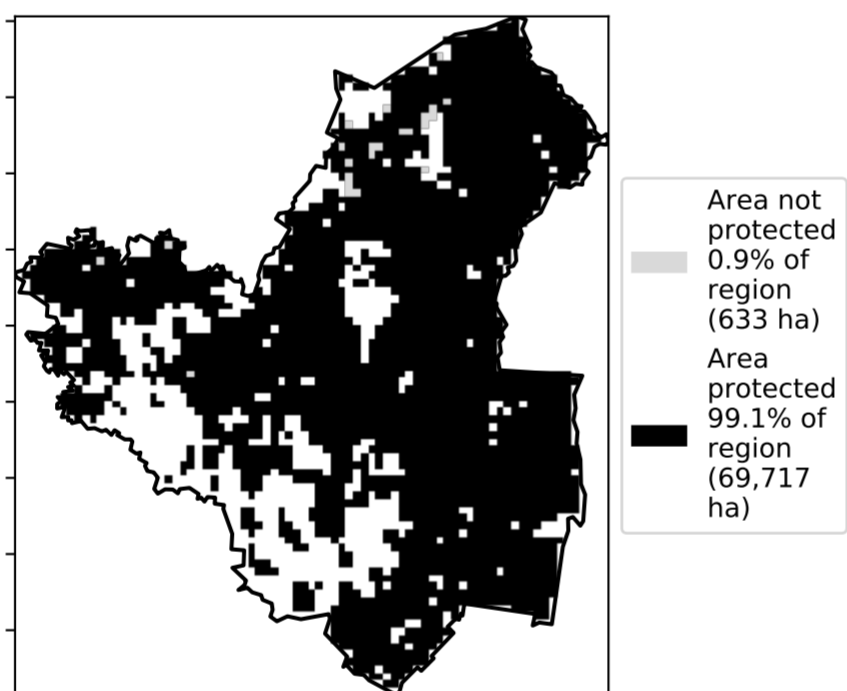 Area not
protected
0.9% of
region
(633 ha)
Area
protected
99.1% of
region
(69,717
ha)